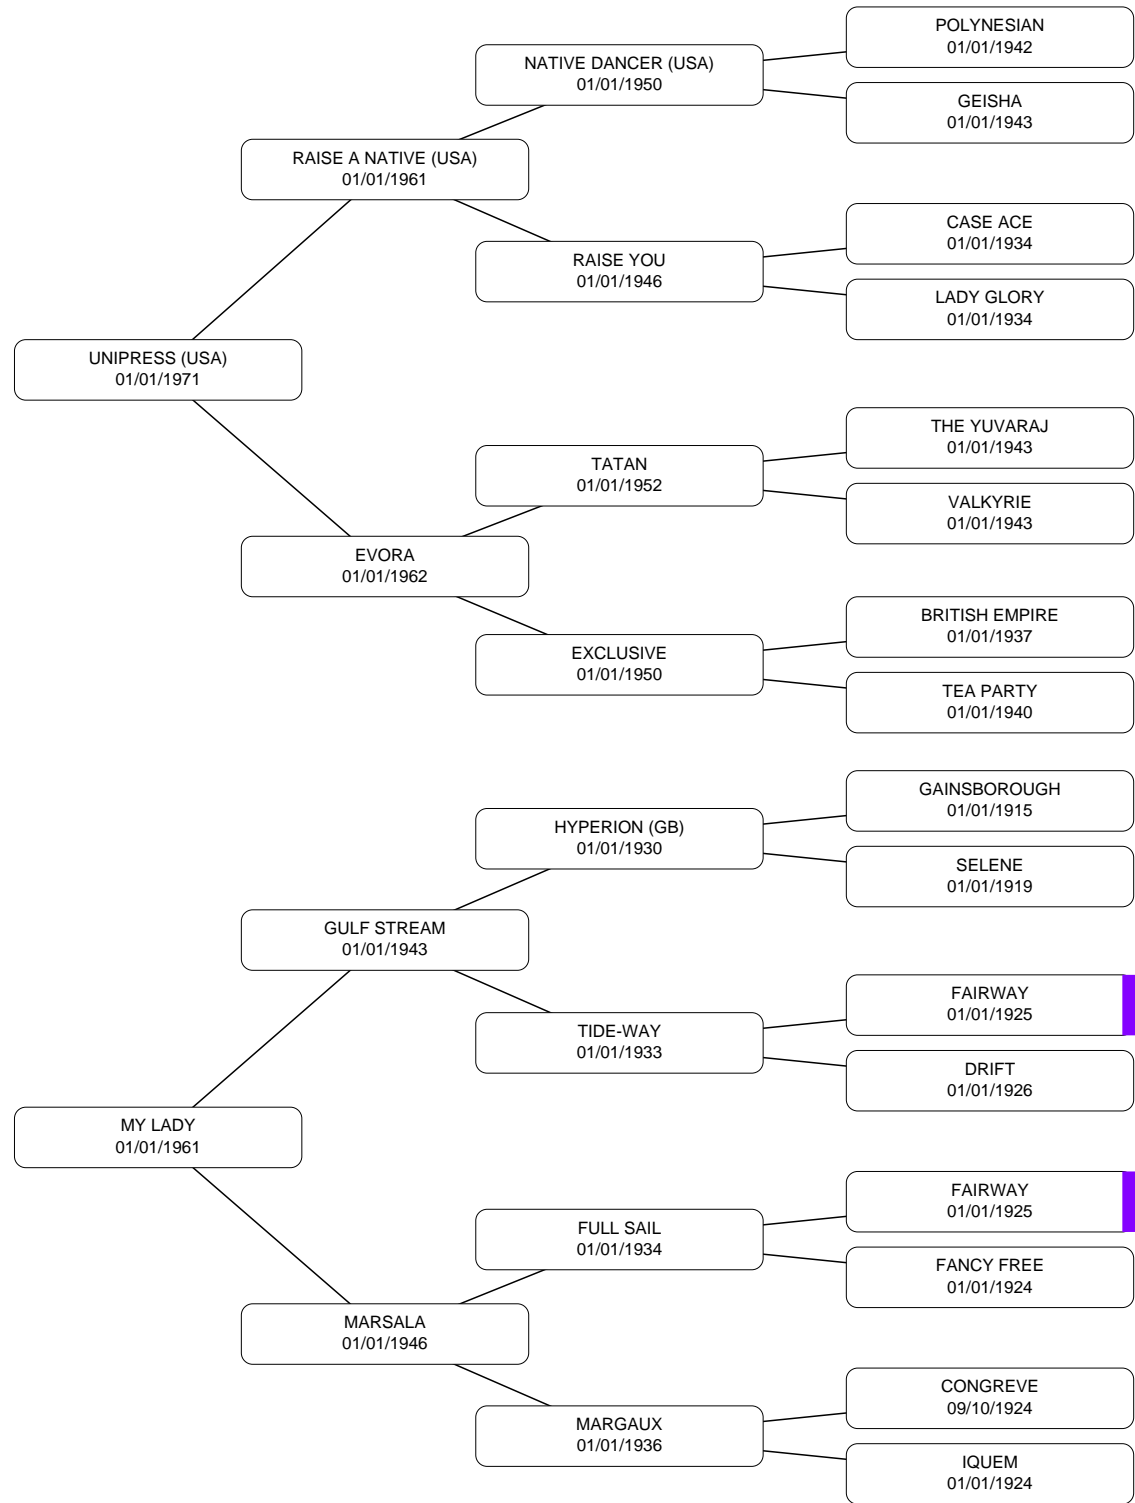 POLYNESIAN
01/01/1942
NATIVE DANCER (USA)
01/01/1950
GEISHA
01/01/1943
RAISE A NATIVE (USA)
01/01/1961
CASE ACE
01/01/1934
RAISE YOU
01/01/1946
LADY GLORY
01/01/1934
UNIPRESS (USA)
01/01/1971
THE YUVARAJ
01/01/1943
TATAN
01/01/1952
VALKYRIE
01/01/1943
EVORA
01/01/1962
BRITISH EMPIRE
01/01/1937
EXCLUSIVE
01/01/1950
TEA PARTY
01/01/1940
GAINSBOROUGH
01/01/1915
HYPERION (GB)
01/01/1930
SELENE
01/01/1919
GULF STREAM
01/01/1943
FAIRWAY
01/01/1925
TIDE-WAY
01/01/1933
DRIFT
01/01/1926
MY LADY
01/01/1961
FAIRWAY
01/01/1925
FULL SAIL
01/01/1934
FANCY FREE
01/01/1924
MARSALA
01/01/1946
CONGREVE
09/10/1924
MARGAUX
01/01/1936
IQUEM
01/01/1924